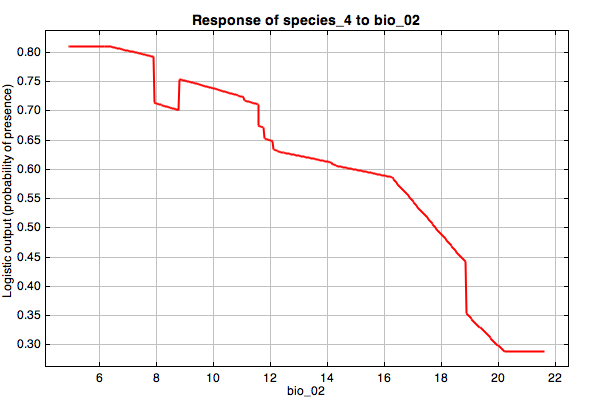 Response of species_4 to bio_02
Logistic output (probability of presence)
0.80
0.75
0.70
0.65
0.60
0.55
0.50
0.45
0.40
0.35
0.30
6 8 10 12 14 16 18 20 22
bio_02